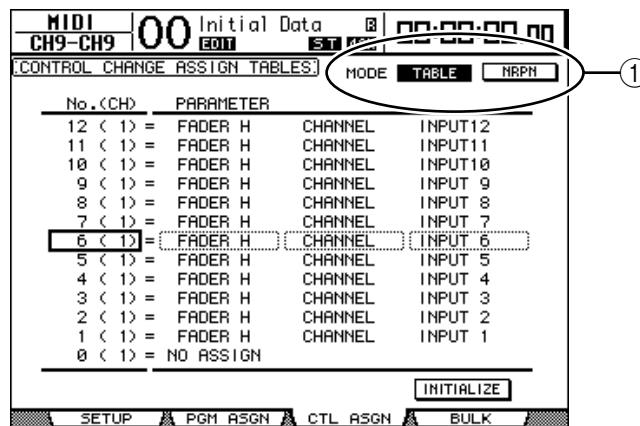 MIDI
CH9-CH9
00 Initial Data
EDIT
ST
00:00:00.00
CONTROL CHANGE ASSIGN TABLES
MODE TABLE NRPN
1
No.(CH) PARAMETER
12 ( 1) = FADER H CHANNEL INPUT12
11 ( 1) = FADER H CHANNEL INPUT11
10 ( 1) = FADER H CHANNEL INPUT10
9 ( 1) = FADER H CHANNEL INPUT 9
8 ( 1) = FADER H CHANNEL INPUT 8
7 ( 1) = FADER H CHANNEL INPUT 7
6 ( 1) = FADER H CHANNEL INPUT 6
5 ( 1) = FADER H CHANNEL INPUT 5
4 ( 1) = FADER H CHANNEL INPUT 4
3 ( 1) = FADER H CHANNEL INPUT 3
2 ( 1) = FADER H CHANNEL INPUT 2
1 ( 1) = FADER H CHANNEL INPUT 1
0 ( 1) = NO ASSIGN
INITIALIZE
SETUP PGM ASGN CTL ASGN BULK